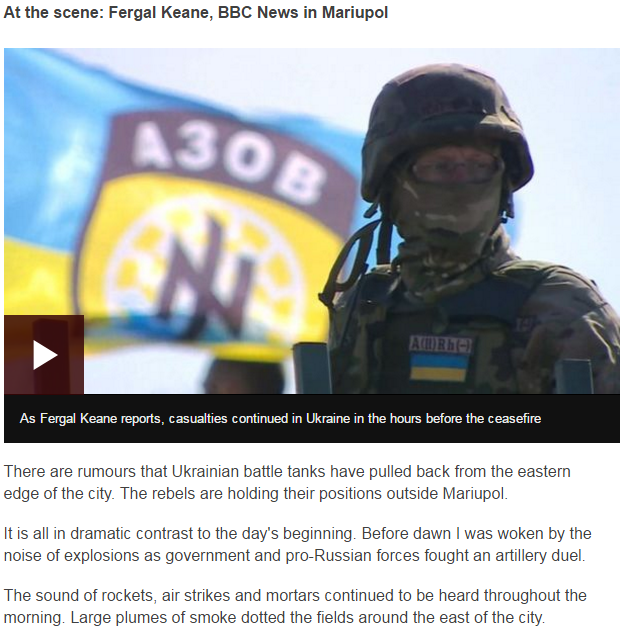 At the scene: Fergal Keane, BBC News in Mariupol
АЗОВ
A(II)Rh(-)
As Fergal Keane reports, casualties continued in Ukraine in the hours before the ceasefire
There are rumours that Ukrainian battle tanks have pulled back from the eastern
edge of the city. The rebels are holding their positions outside Mariupol.
It is all in dramatic contrast to the day's beginning. Before dawn I was woken by the
noise of explosions as government and pro-Russian forces fought an artillery duel.
The sound of rockets, air strikes and mortars continued to be heard throughout the
morning. Large plumes of smoke dotted the fields around the east of the city.